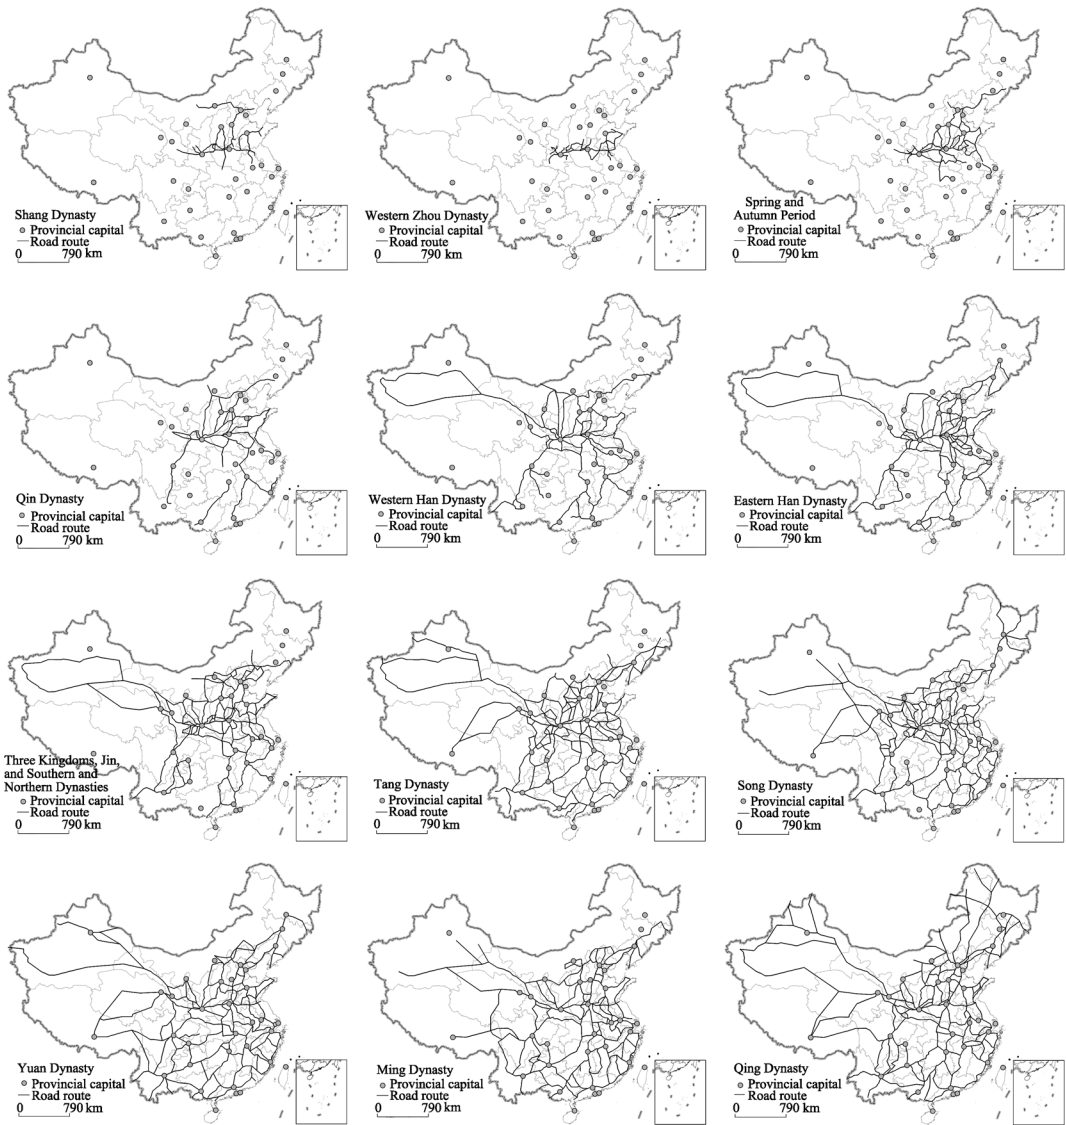 Shang Dynasty
Provincial capital
Road route
0 790 km
Western Zhou Dynasty
Provincial capital
Road route
0 790 km
Spring and
Autumn Period
Provincial capital
Road route
0 790 km
Qin Dynasty
Provincial capital
Road route
0 790 km
Western Han Dynasty
Provincial capital
Road route
0 790 km
Eastern Han Dynasty
Provincial capital
Road route
0 790 km
Three Kingdoms, Jin,
and Southern and
Northern Dynasties
Provincial capital
Road route
0 790 km
Tang Dynasty
Provincial capital
Road route
0 790 km
Song Dynasty
Provincial capital
Road route
0 790 km
Yuan Dynasty
Provincial capital
Road route
0 790 km
Ming Dynasty
Provincial capital
Road route
0 790 km
Qing Dynasty
Provincial capital
Road route
0 790 km